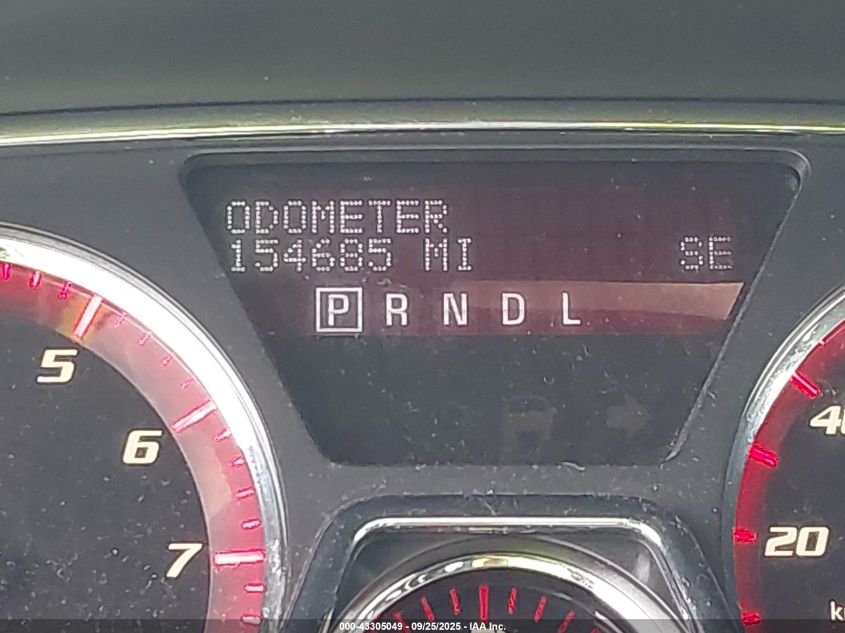 ODOMETER
154685 MI SE
P R N D L
5
6
7
40
20
000-43305049 - 09/25/2025 - IAA Inc.